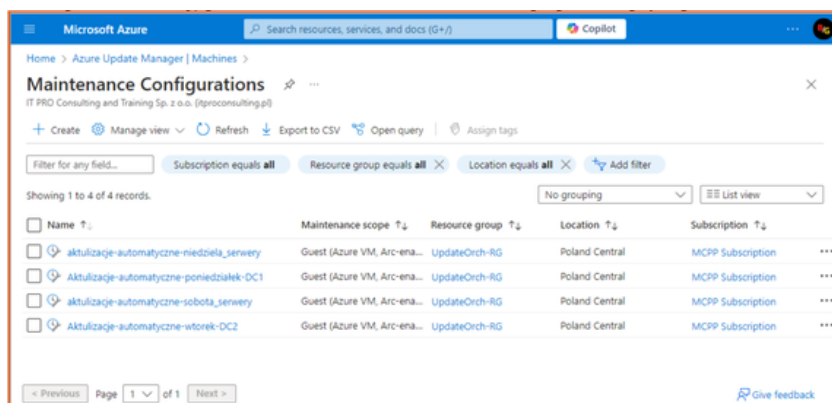 Microsoft Azure
Search resources, services, and docs (G+/)
Copilot
Home > Azure Update Manager | Machines >
Maintenance Configurations
IT PRO Consulting and Training Sp. z o.o. (itproconsulting.pl)
+ Create Manage view Refresh Export to CSV Open query Assign tags
Filter for any field... Subscription equals all Resource group equals all Location equals all Add filter
Showing 1 to 4 of 4 records. No grouping List view
Name Maintenance scope Resource group Location Subscription
aktulizacje-automatyczne-niedziela_serwery Guest (Azure VM, Arc-ena... UpdateOrch-RG Poland Central MCPP Subscription
Aktulizacje-automatyczne-poniedziałek-DC1 Guest (Azure VM, Arc-ena... UpdateOrch-RG Poland Central MCPP Subscription
aktulizacje-automatyczne-sobota_serwery Guest (Azure VM, Arc-ena... UpdateOrch-RG Poland Central MCPP Subscription
Aktulizacje-automatyczne-wtorek-DC2 Guest (Azure VM, Arc-ena... UpdateOrch-RG Poland Central MCPP Subscription
< Previous Page 1 of 1 Next > Give feedback